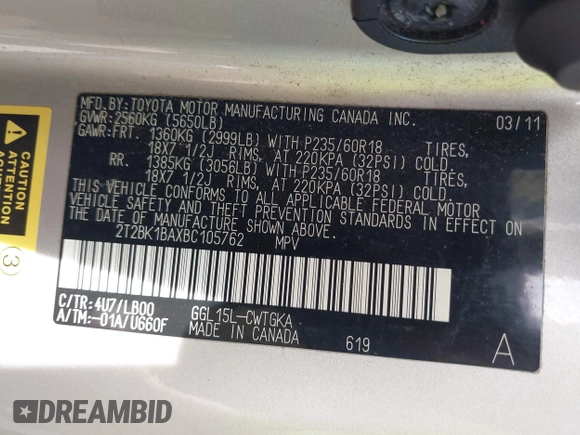 MFD.BY:TOYOTA MOTOR MANUFACTURING CANADA INC. 03/11
GVWR:2560KG (5650LB)
GAWR:FRT. 1360KG (2999LB) WITH P235/60R18 TIRES,
18X7 1/2J RIMS, AT 220KPA (32PSI) COLD.
RR. 1385KG (3056LB) WITH P235/60R18 TIRES,
18X7 1/2J RIMS, AT 220KPA (32PSI) COLD.
THIS VEHICLE CONFORMS TO ALL APPLICABLE FEDERAL MOTOR
VEHICLE SAFETY AND THEFT PREVENTION STANDARDS IN EFFECT ON
THE DATE OF MANUFACTURE SHOWN ABOVE.
2T2BK1BAXBC105762 MPV
C/TR:4U7/LB00 GGL15L-CWTGKA
A/TM:-01A/U660F MADE IN CANADA 619 A
CAUTION
ATTENTION
3
DREAMBID